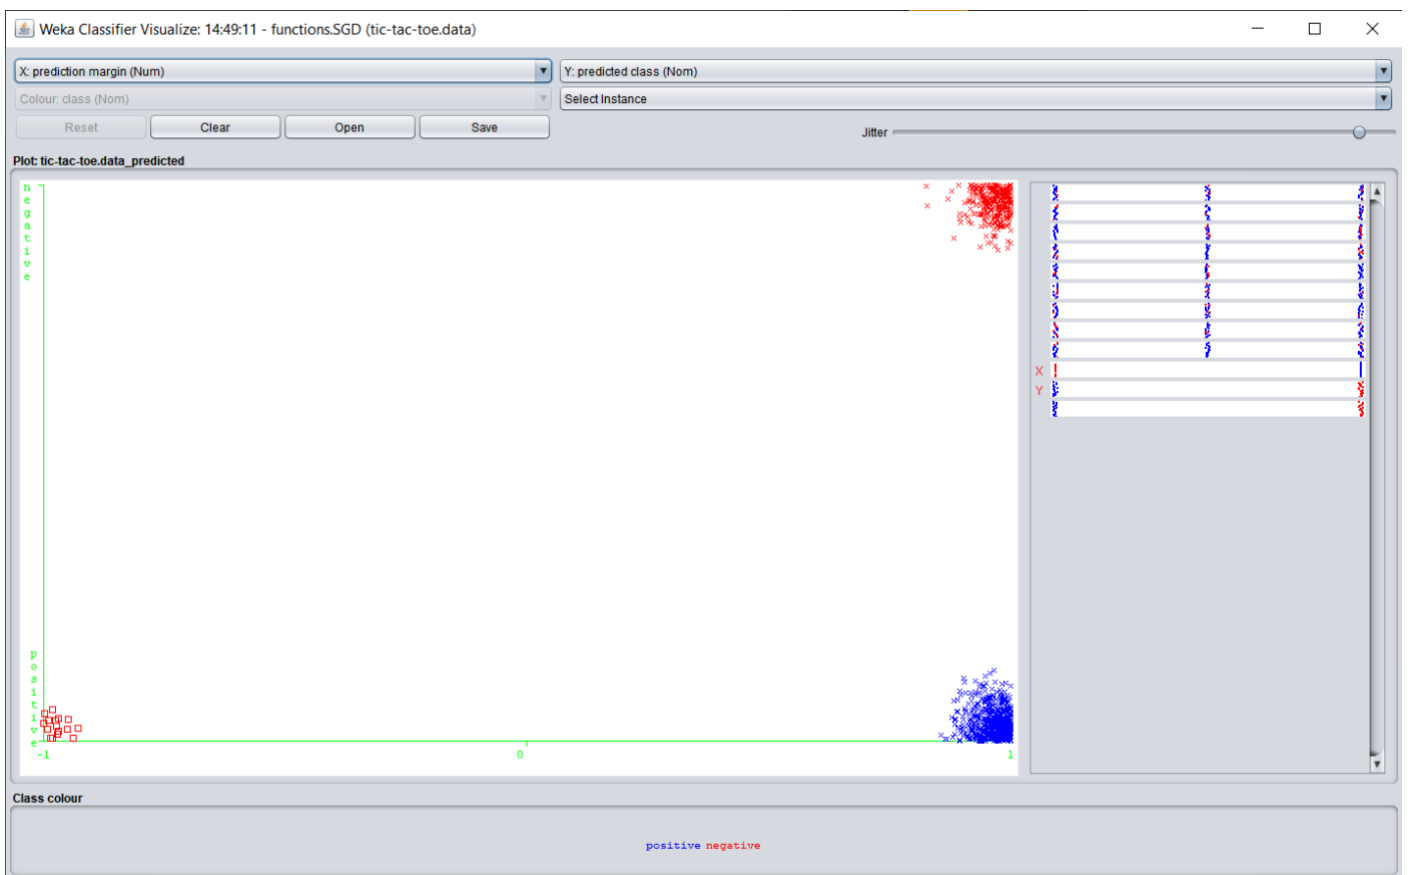 Weka Classifier Visualize: 14:49:11 - functions.SGD (tic-tac-toe.data)
X: prediction margin (Num)
Y: predicted class (Nom)
Colour: class (Nom)
Select Instance
Reset
Clear
Open
Save
Jitter
Plot: tic-tac-toe.data_predicted
negative
positive
-1
0
1
X
Y
Class colour
positive negative